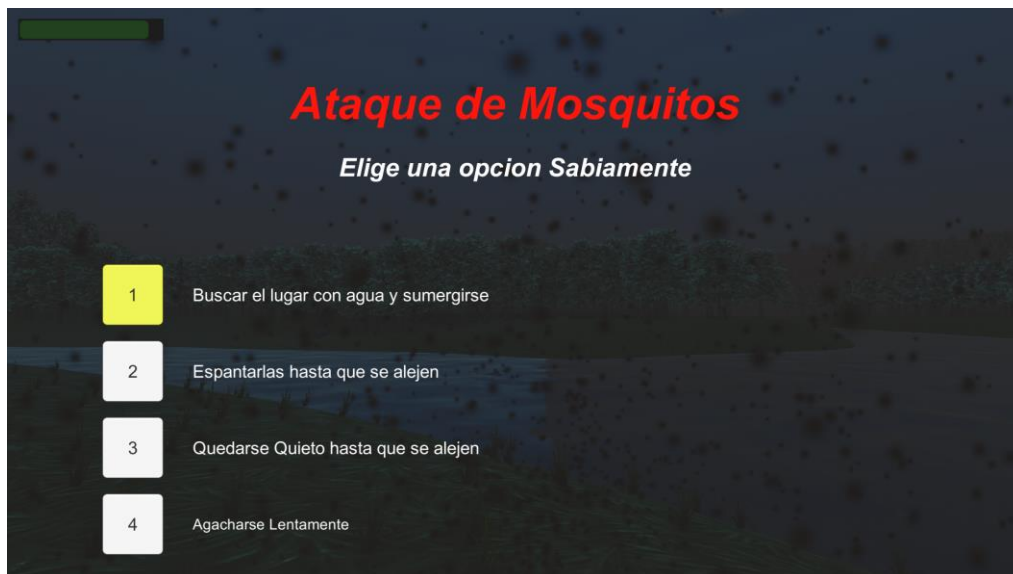 Ataque de Mosquitos
Elige una opcion Sabiamente
1 Buscar el lugar con agua y sumergirse
2 Espantarlas hasta que se alejen
3 Quedarse Quieto hasta que se alejen
4 Agacharse Lentamente